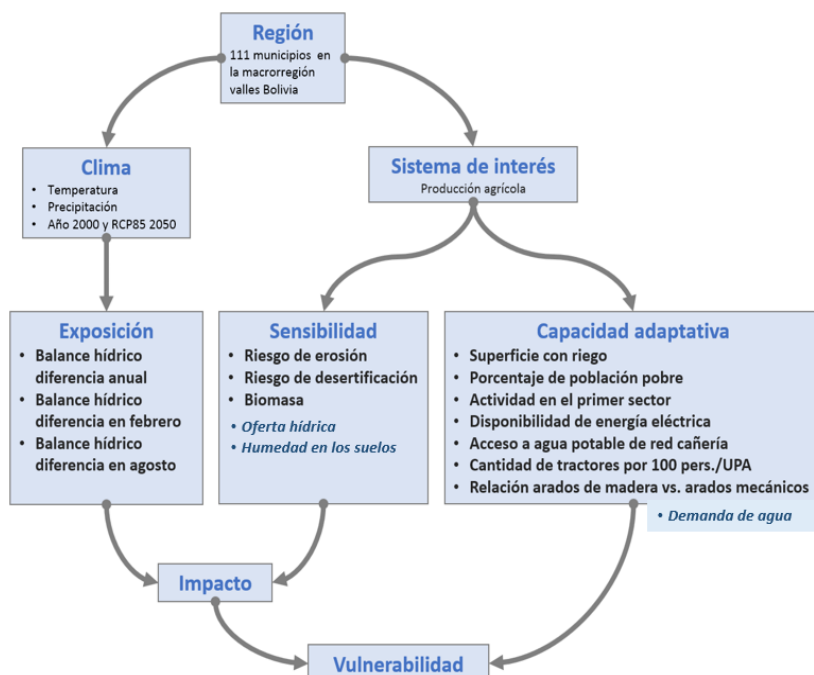 Región
111 municipios en
la macrorregión
valles Bolivia
Clima
• Temperatura
• Precipitación
• Año 2000 y RCP85 2050
Sistema de interés
Producción agrícola
Exposición
• Balance hídrico
diferencia anual
• Balance hídrico
diferencia en febrero
• Balance hídrico
diferencia en agosto
Sensibilidad
• Riesgo de erosión
• Riesgo de desertificación
• Biomasa
• Oferta hídrica
• Humedad en los suelos
Capacidad adaptativa
• Superficie con riego
• Porcentaje de población pobre
• Actividad en el primer sector
• Disponibilidad de energía eléctrica
• Acceso a agua potable de red cañería
• Cantidad de tractores por 100 pers./UPA
• Relación arados de madera vs. arados mecánicos
• Demanda de agua
Impacto
Vulnerabilidad